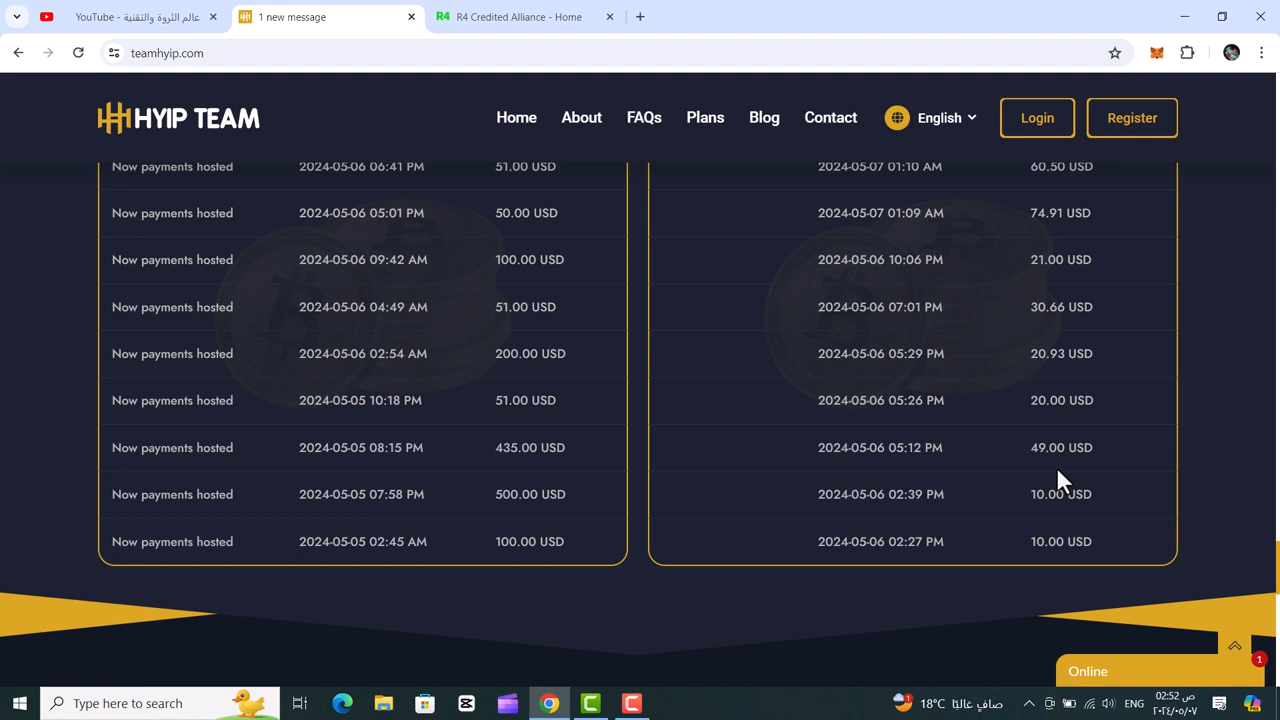 YouTube - عالم الثروة والتقنية
1 new message
R4 R4 Credited Alliance - Home
teamhyip.com
HYIP TEAM
Home About FAQs Plans Blog Contact English Login Register
Now payments hosted 2024-05-06 06:41 PM 51.00 USD
Now payments hosted 2024-05-06 05:01 PM 50.00 USD
Now payments hosted 2024-05-06 09:42 AM 100.00 USD
Now payments hosted 2024-05-06 04:49 AM 51.00 USD
Now payments hosted 2024-05-06 02:54 AM 200.00 USD
Now payments hosted 2024-05-05 10:18 PM 51.00 USD
Now payments hosted 2024-05-05 08:15 PM 435.00 USD
Now payments hosted 2024-05-05 07:58 PM 500.00 USD
Now payments hosted 2024-05-05 02:45 AM 100.00 USD
2024-05-07 01:10 AM 60.50 USD
2024-05-07 01:09 AM 74.91 USD
2024-05-06 10:06 PM 21.00 USD
2024-05-06 07:01 PM 30.66 USD
2024-05-06 05:29 PM 20.93 USD
2024-05-06 05:26 PM 20.00 USD
2024-05-06 05:12 PM 49.00 USD
2024-05-06 02:39 PM 10.00 USD
2024-05-06 02:27 PM 10.00 USD
Online
1
Type here to search
1
18°C صافٍ غالبًا
ENG
02:52 ص
٢٠٢٤/٠٥/٠٧